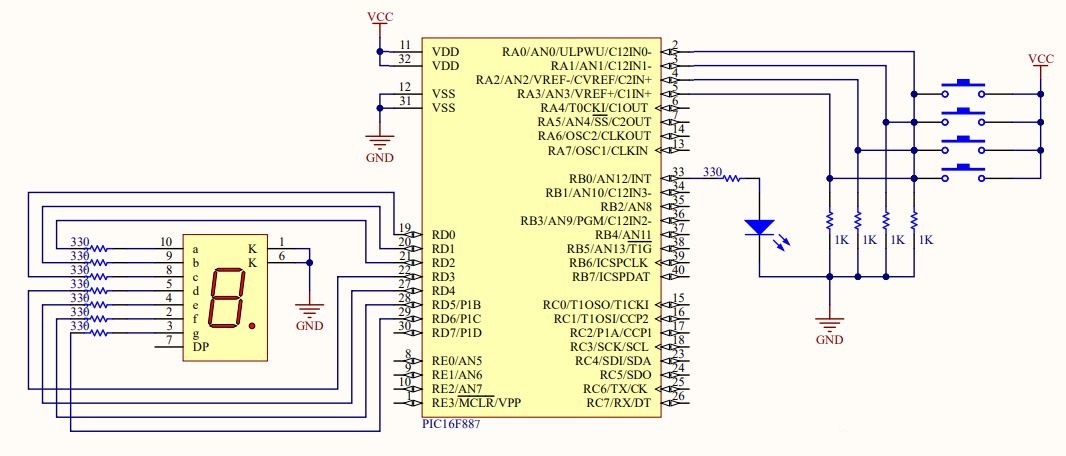 VCC
11 VDD RA0/AN0/ULPWU/C12IN0- 2
32 VDD RA1/AN1/C12IN1- 3
RA2/AN2/VREF-/CVREF/C2IN+ 4
12 VSS RA3/AN3/VREF+/C1IN+ 5
31 VSS RA4/T0CKI/C1OUT 6
RA5/AN4/SS/C2OUT 7
RA6/OSC2/CLKOUT 14
RA7/OSC1/CLKIN 13
GND
VCC
RB0/AN12/INT 33 330
RB1/AN10/C12IN3- 34
RB2/AN8 35
RB3/AN9/PGM/C12IN2- 36
19 RD0 RB4/AN11 37
20 RD1 RB5/AN13/T1G 38
21 RD2 RB6/ICSPCLK 39
22 RD3 RB7/ICSPDAT 40
27 RD4
28 RD5/P1B RC0/T1OSO/T1CKI 15
29 RD6/P1C RC1/T1OSI/CCP2 16
30 RD7/P1D RC2/P1A/CCP1 17
RC3/SCK/SCL 18
8 RE0/AN5 RC4/SDI/SDA 23
9 RE1/AN6 RC5/SDO 24
10 RE2/AN7 RC6/TX/CK 25
1 RE3/MCLR/VPP RC7/RX/DT 26
PIC16F887
330 10 a K 1
330 9 b K 6
330 8 c
330 5 d
330 4 e
330 2 f
330 3 g
7 DP
8.
GND
1K 1K 1K 1K
GND